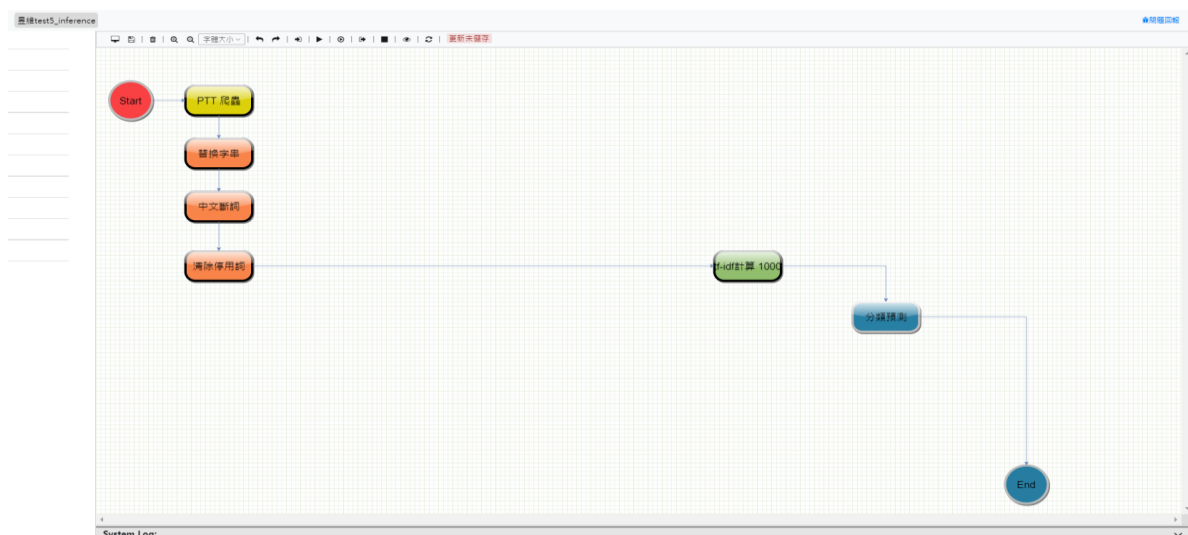 昱維test5_inference
問題回報
字體大小
更新未儲存
Start
PTT 爬蟲
替換字串
中文斷詞
清除停用詞
f-idf計算 1000
分類預測
End
System Log: